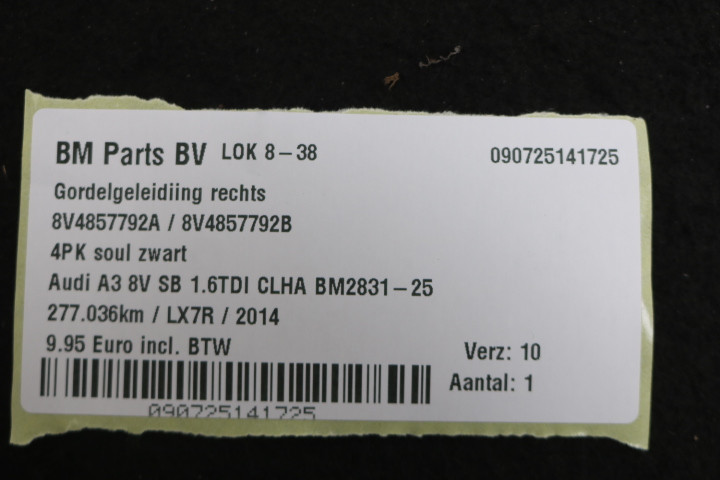 BM Parts BV LOK 8-38 090725141725
Gordelgeleidiing rechts
8V4857792A / 8V4857792B
4PK soul zwart
Audi A3 8V SB 1.6TDI CLHA BM2831-25
277.036km / LX7R / 2014
9.95 Euro incl. BTW Verz: 10
Aantal: 1
090725141725